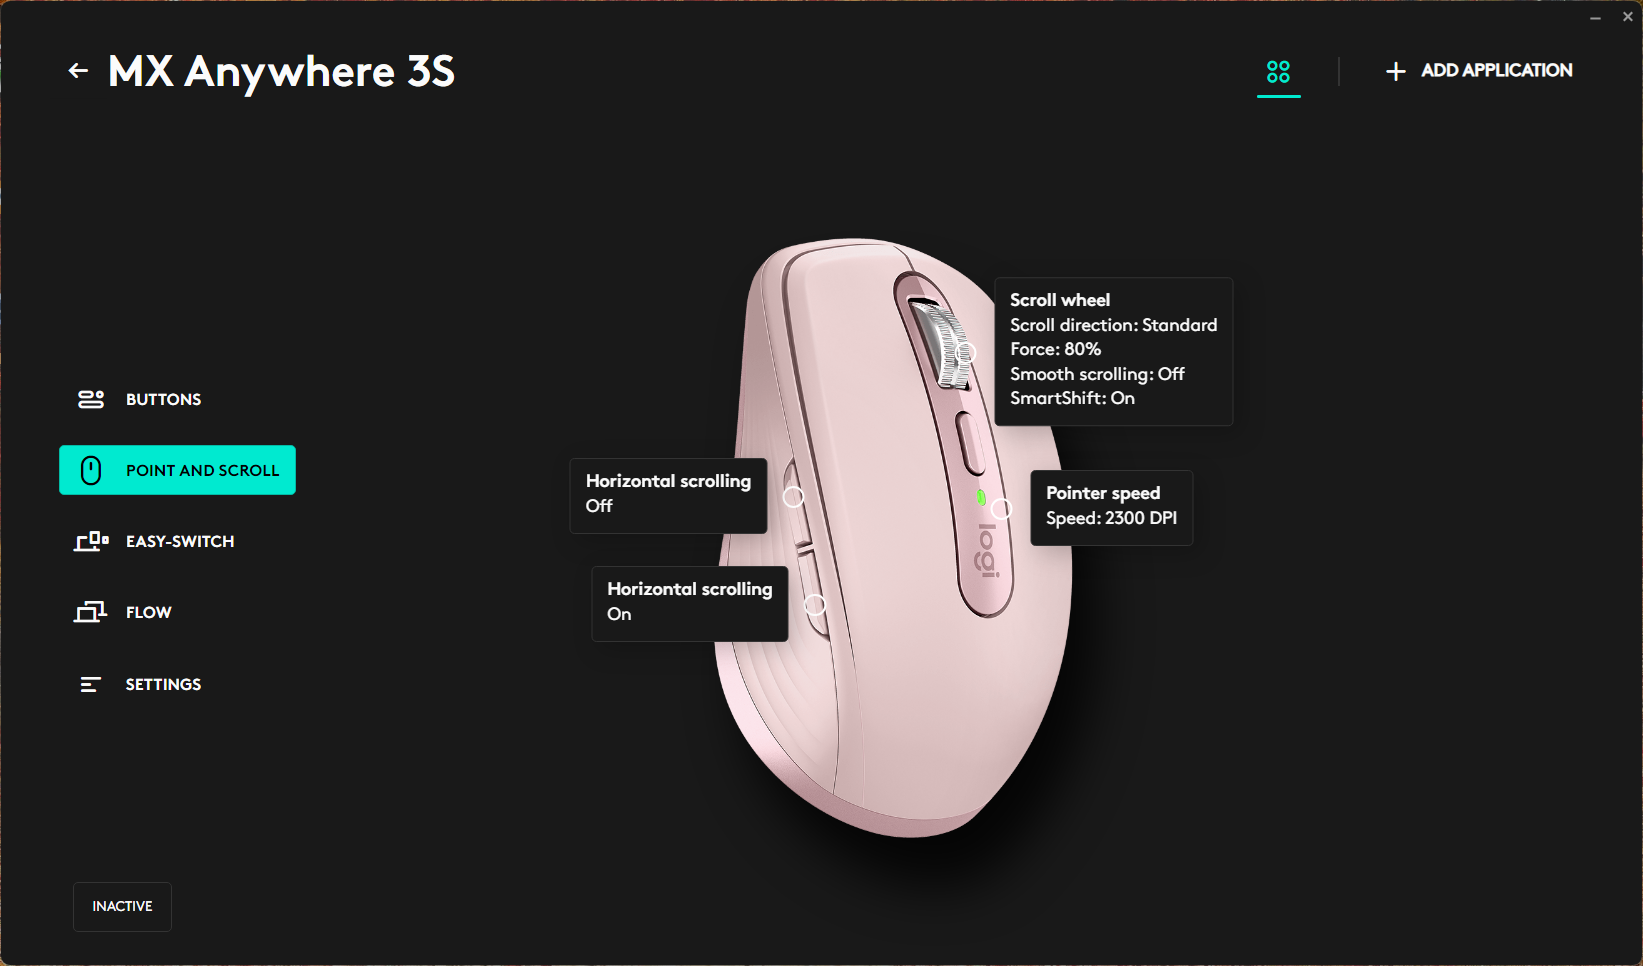 MX Anywhere 3S
ADD APPLICATION
Scroll wheel
Scroll direction: Standard
Force: 80%
Smooth scrolling: Off
SmartShift: On
BUTTONS
POINT AND SCROLL
Horizontal scrolling
Off
Pointer speed
Speed: 2300 DPI
logi
EASY-SWITCH
Horizontal scrolling
On
FLOW
SETTINGS
INACTIVE